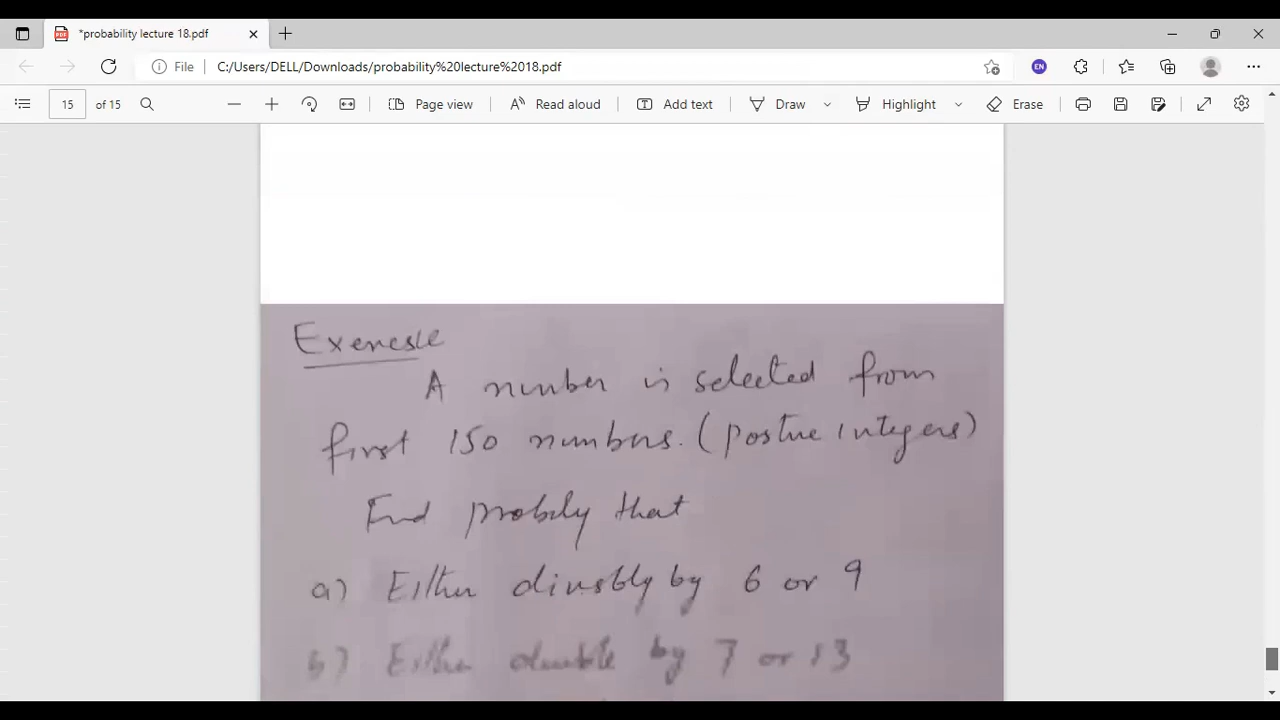 *probability lecture 18.pdf
File C:/Users/DELL/Downloads/probability%20lecture%2018.pdf
EN
15 of 15 Page view Read aloud Add text Draw Highlight Erase
Exercise
A number is selected from
first 150 numbers. (postive integers)
Find probably that
a) Either divisbly by 6 or 9
b) Either divisble by 7 or 13